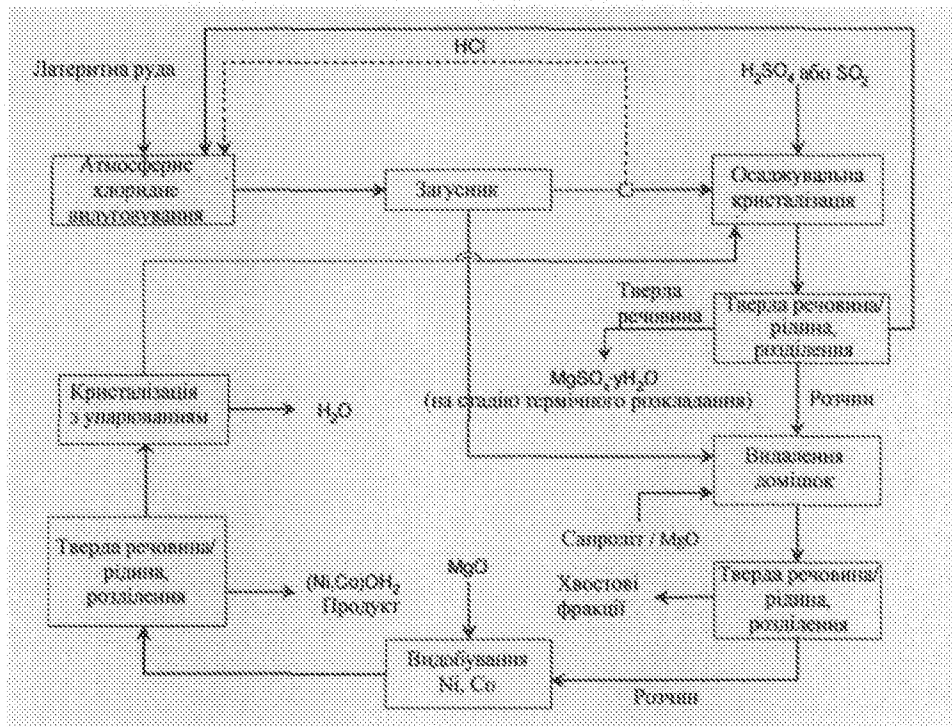 HCl
Латеритна руда
H₂SO₄ або SO₂
Атмосферне
хлоридне
вилуговування
Загусник
Осаджувальна
кристалізація
Тверда
речовина
Тверда речовина/
рідина,
розділення
MgSO₄·yH₂O
(на стадію термічного розкладання)
Розчин
Кристалізація
з упарюванням
H₂O
Видалення
домішок
Сапроліт / MgO
Тверда речовина/
рідина,
розділення
(Ni,Co)OH₂
Продукт
MgO
Хвостові
фракції
Тверда речовина/
рідина,
розділення
Видобування
Ni, Co
Розчин